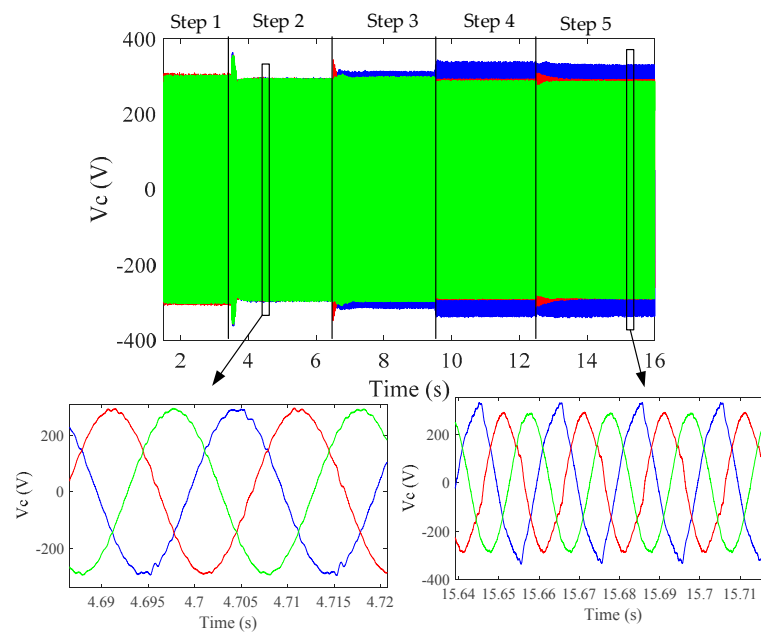 Step 1 Step 2 Step 3 Step 4 Step 5
400
200
0
-200
-400
Vc (V)
2 4 6 8 10 12 14 16
Time (s)
200
0
-200
Vc (V)
4.69 4.695 4.7 4.705 4.71 4.715 4.72
Time (s)
200
0
-200
-400
Vc (V)
15.64 15.65 15.66 15.67 15.68 15.69 15.7 15.71
Time (s)